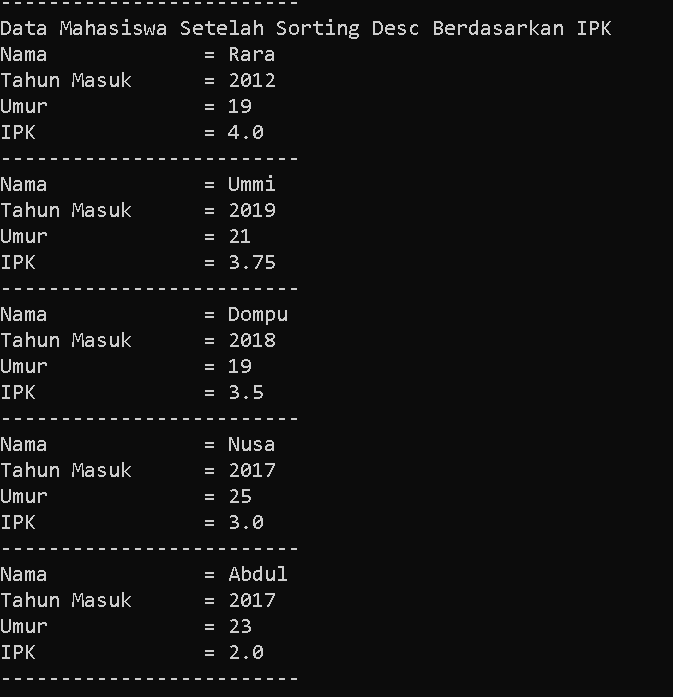 -------------------------
Data Mahasiswa Setelah Sorting Desc Berdasarkan IPK
Nama             = Rara
Tahun Masuk      = 2012
Umur             = 19
IPK              = 4.0
-------------------------
Nama             = Ummi
Tahun Masuk      = 2019
Umur             = 21
IPK              = 3.75
-------------------------
Nama             = Dompu
Tahun Masuk      = 2018
Umur             = 19
IPK              = 3.5
-------------------------
Nama             = Nusa
Tahun Masuk      = 2017
Umur             = 25
IPK              = 3.0
-------------------------
Nama             = Abdul
Tahun Masuk      = 2017
Umur             = 23
IPK              = 2.0
-------------------------